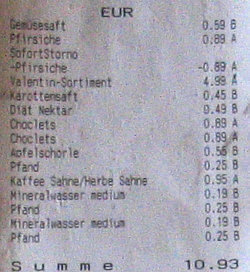 EUR
Gemüsesaft 0.59 B
Pfirsiche 0.89 A
SofortStorno
-Pfirsiche -0.89 A
Valentin-Sortiment 4.99 A
Karottensaft 0.45 B
Diät Nektar 0.49 B
Choclets 0.89 A
Choclets 0.89 A
Apfelschorle 0.56 B
Pfand 0.25 B
Kaffee Sahne/Herbe Sahne 0.95 A
Mineralwasser medium 0.19 B
Pfand 0.25 B
Mineralwasser medium 0.19 B
Pfand 0.25 B
Summe 10.93